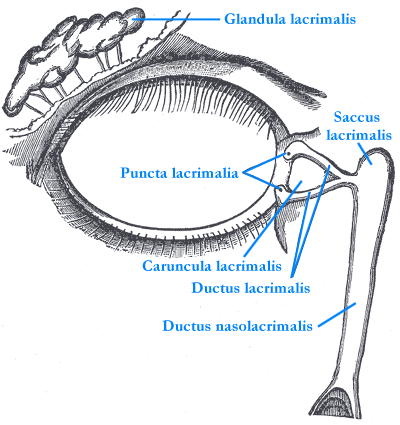 Glandula lacrimalis
Saccus
lacrimalis
Puncta lacrimalia
Caruncula lacrimalis
Ductus lacrimalis
Ductus nasolacrimalis